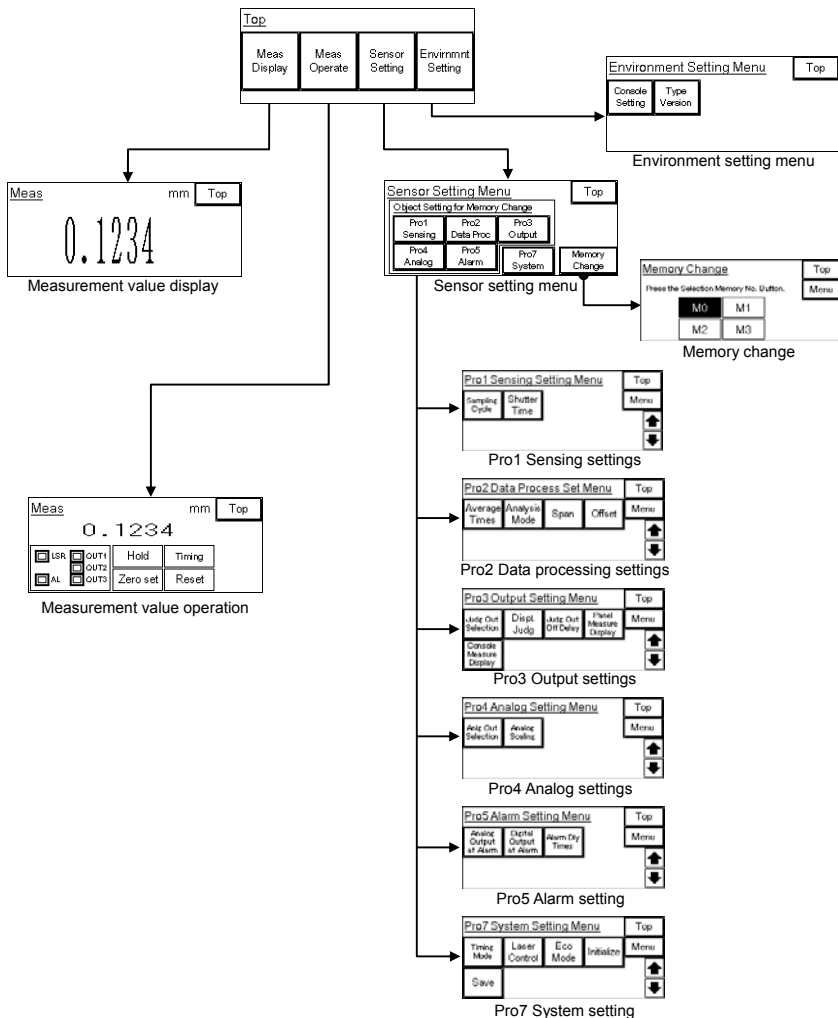 Top
Meas Display
Meas Operate
Sensor Setting
Envirnmnt Setting
Environment Setting Menu
Top
Console Setting
Type Version
Environment setting menu
Meas
mm
Top
0.1234
Measurement value display
Sensor Setting Menu
Top
Object Setting for Memory Change
Pro1 Sensing
Pro2 Data Proc
Pro3 Output
Pro4 Analog
Pro5 Alarm
Pro7 System
Memory Change
Sensor setting menu
Memory Change
Top
Press the Selection Memory No. Button.
Menu
M0
M1
M2
M3
Memory change
Pro1 Sensing Setting Menu
Top
Sampling Cycle
Shutter Time
Menu
Pro1 Sensing settings
Meas
mm
Top
0.1234
LSR
OUT1
OUT2
AL
OUT3
Hold
Timing
Zero set
Reset
Measurement value operation
Pro2 Data Process Set Menu
Top
Average Times
Analysis Mode
Span
Offset
Menu
Pro2 Data processing settings
Pro3 Output Setting Menu
Top
Judg Out Selection
Displ. Judg
Judg Out Off Delay
Panel Measure Display
Menu
Console Measure Display
Pro3 Output settings
Pro4 Analog Setting Menu
Top
Anlg Out Selection
Analog Scaling
Menu
Pro4 Analog settings
Pro5 Alarm Setting Menu
Top
Analog Output at Alarm
Digital Output at Alarm
Alarm Dly Times
Menu
Pro5 Alarm setting
Pro7 System Setting Menu
Top
Timing Mode
Laser Control
Eco Mode
Initialize
Menu
Save
Pro7 System setting